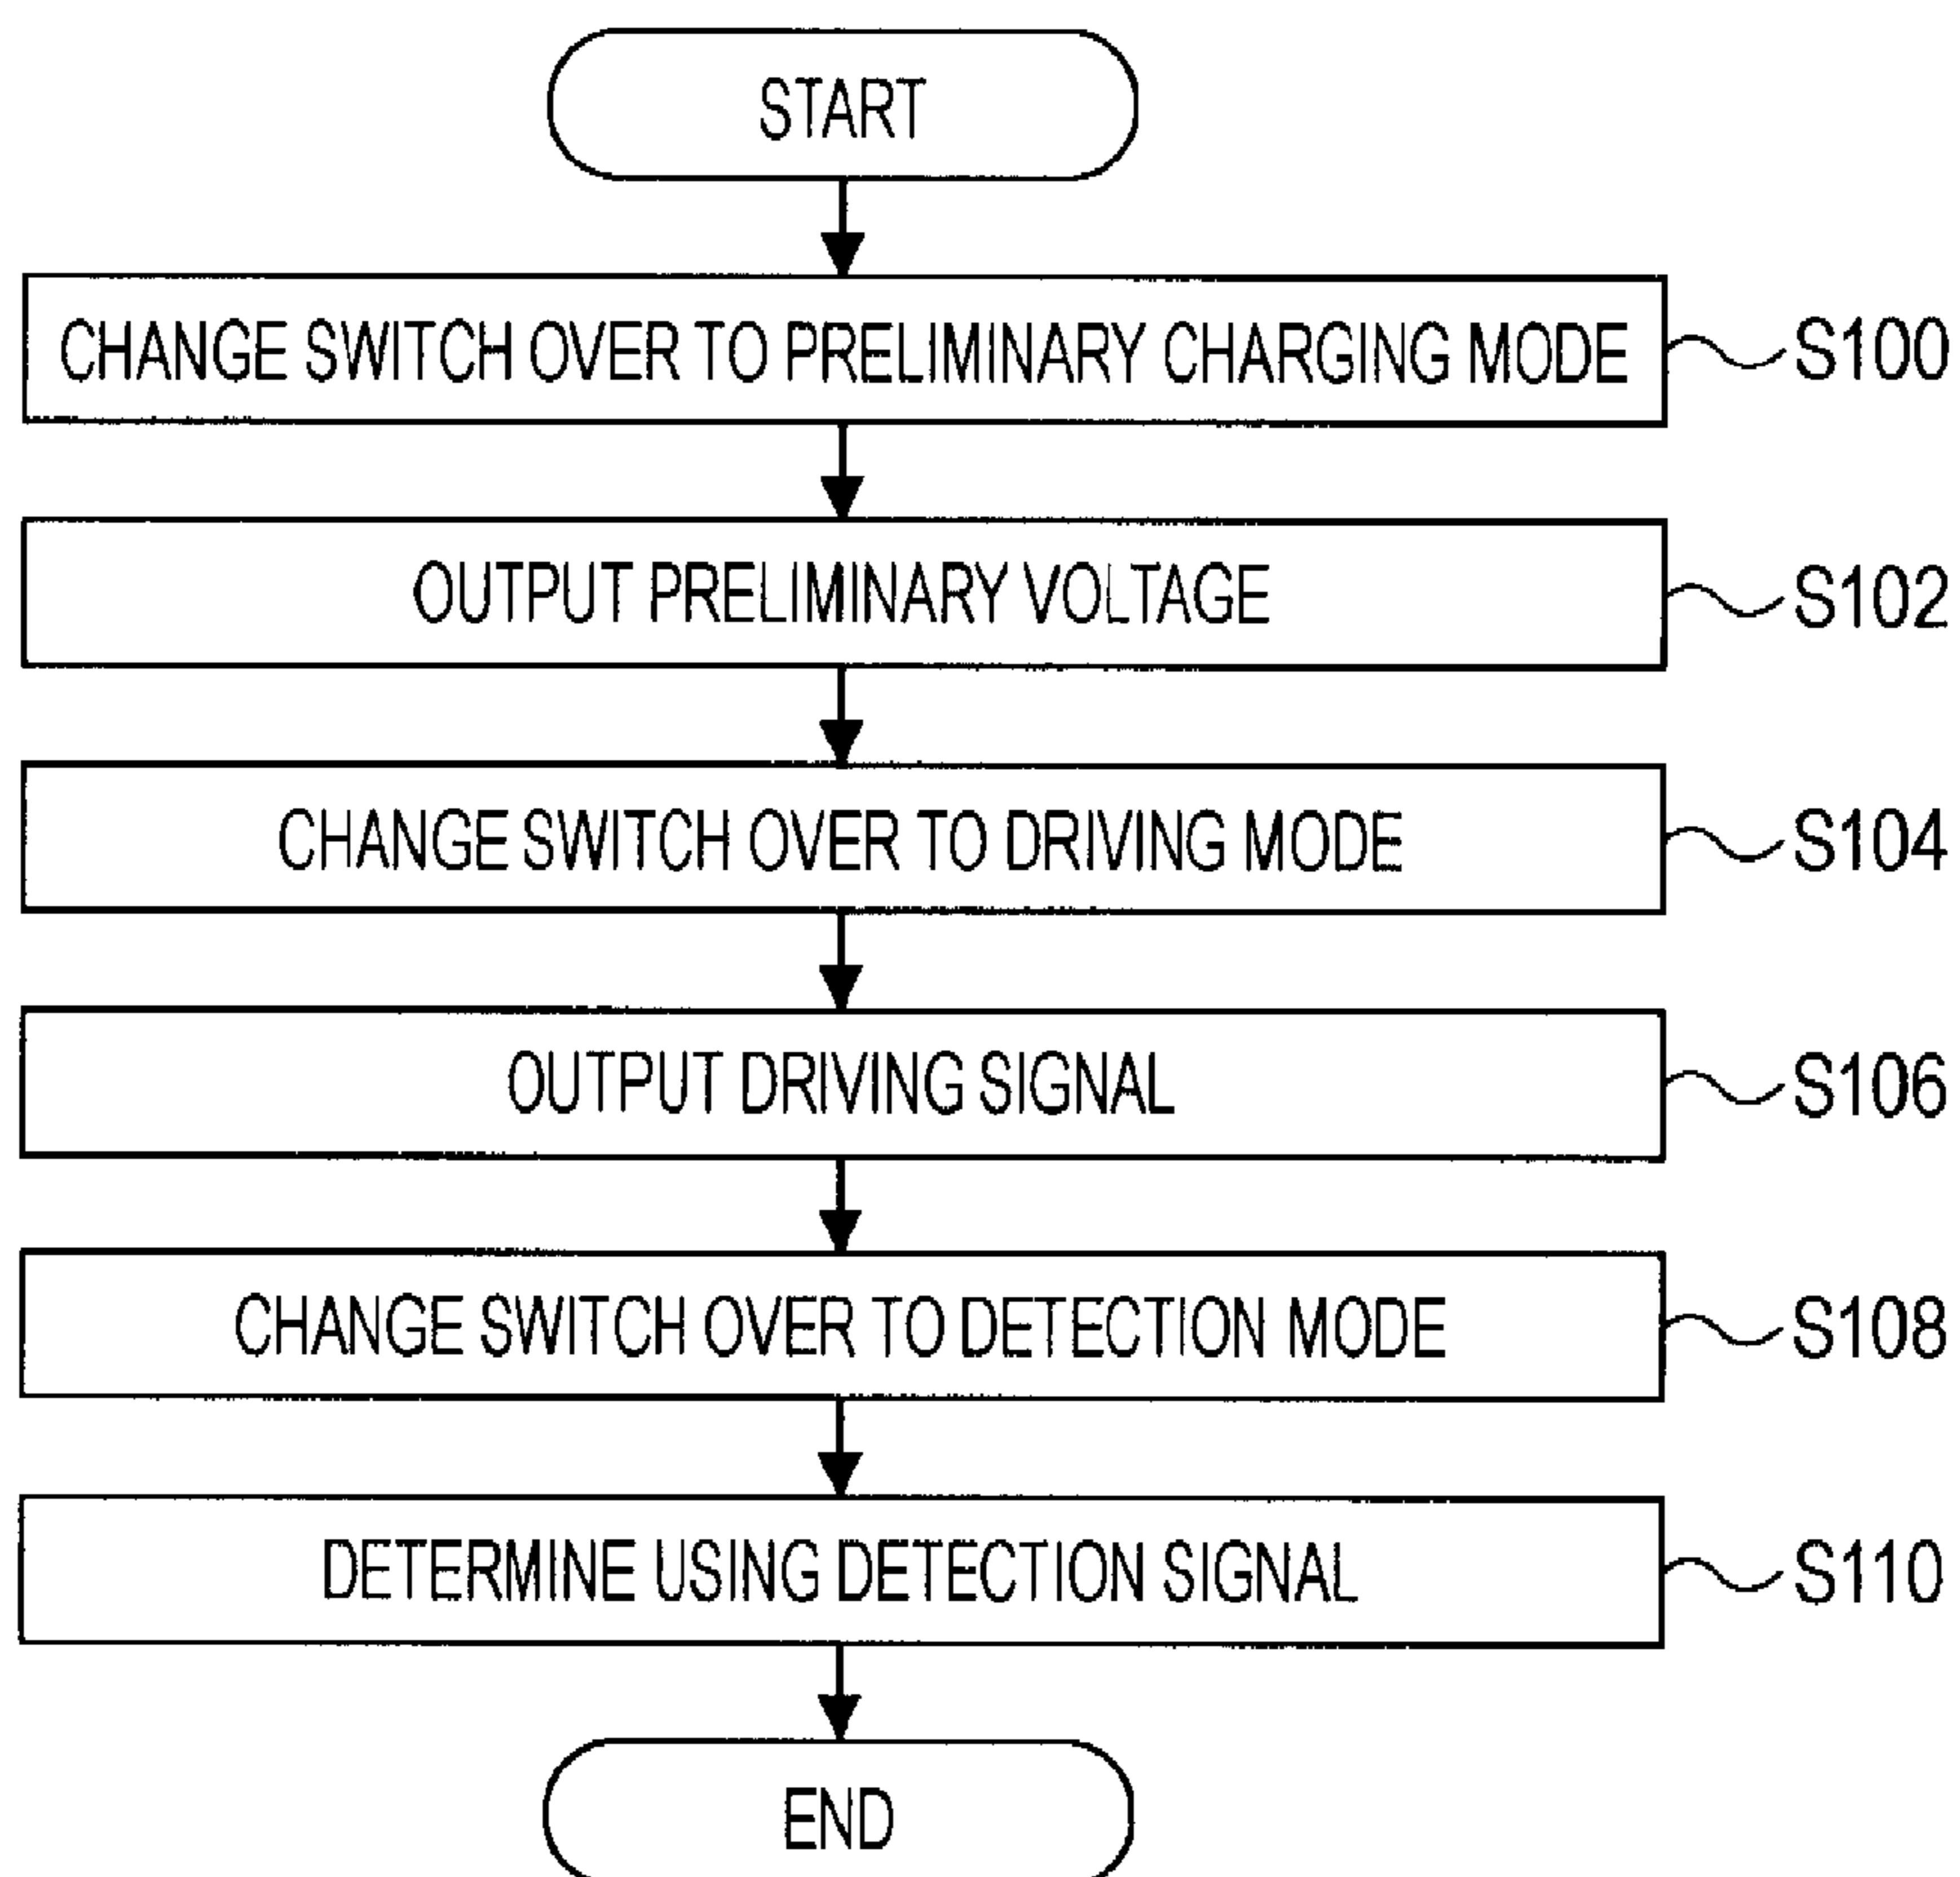 START
CHANGE SWITCH OVER TO PRELIMINARY CHARGING MODE S100
OUTPUT PRELIMINARY VOLTAGE S102
CHANGE SWITCH OVER TO DRIVING MODE S104
OUTPUT DRIVING SIGNAL S106
CHANGE SWITCH OVER TO DETECTION MODE S108
DETERMINE USING DETECTION SIGNAL S110
END